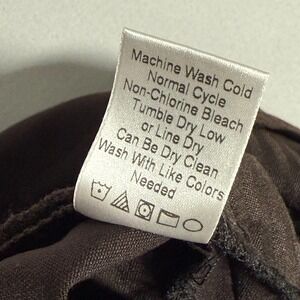 Machine Wash Cold
Normal Cycle
Non-Chlorine Bleach
Tumble Dry Low
or Line Dry
Can Be Dry Clean
Wash With Like Colors
Needed